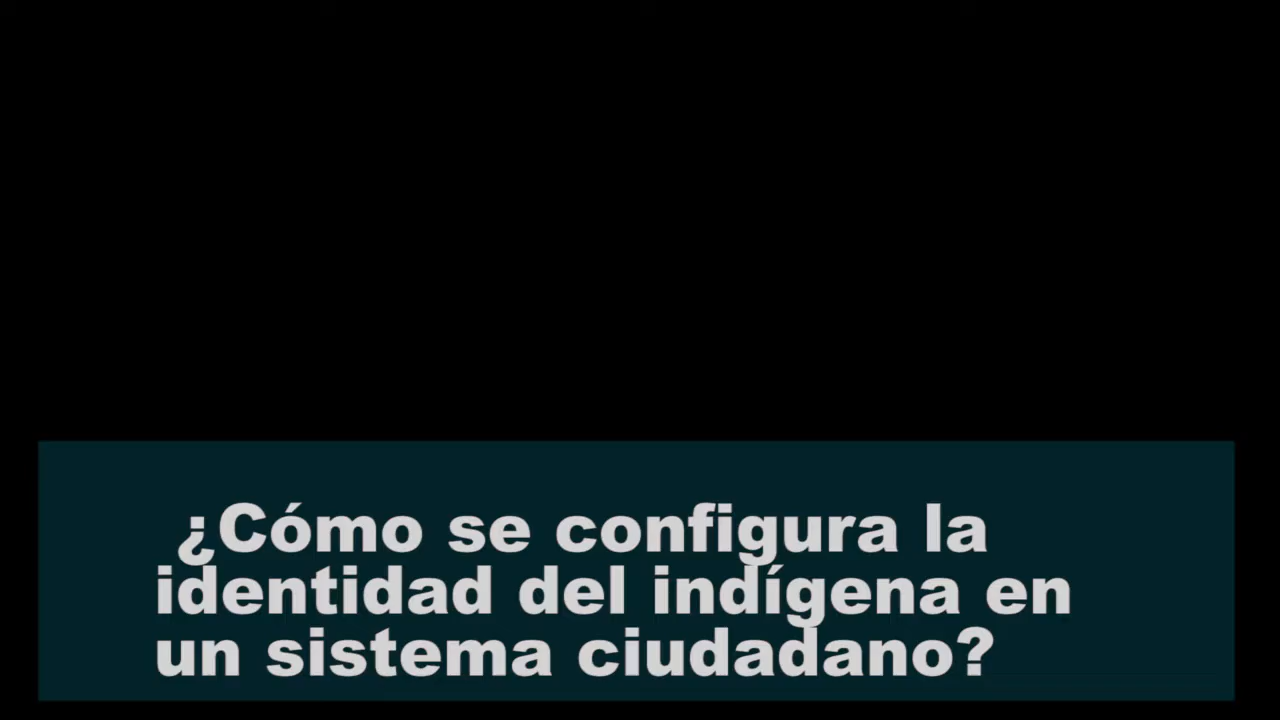 ¿Cómo se configura la
identidad del indígena en
un sistema ciudadano?